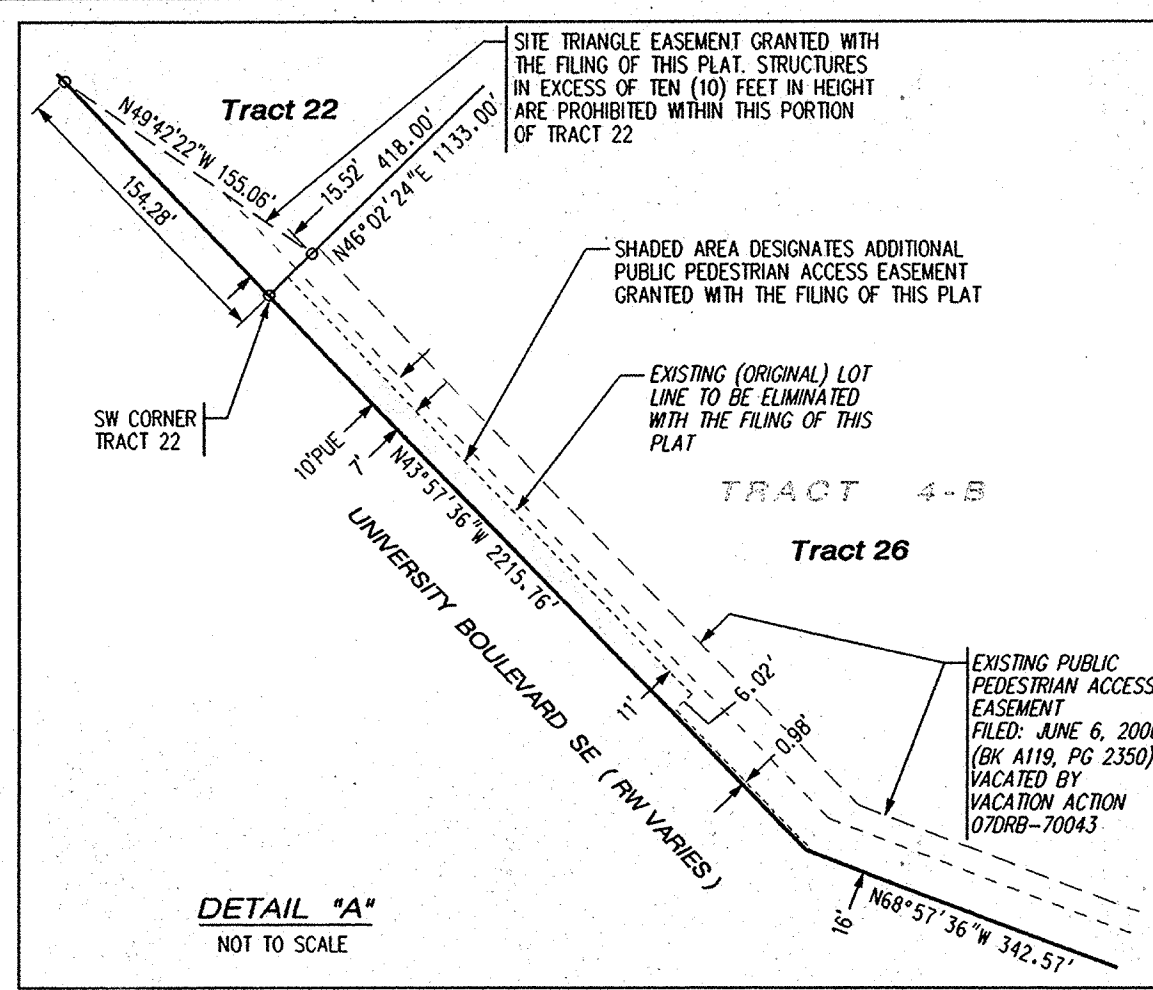 SITE TRIANGLE EASEMENT GRANTED WITH
THE FILING OF THIS PLAT. STRUCTURES
IN EXCESS OF TEN (10) FEET IN HEIGHT
ARE PROHIBITED WITHIN THIS PORTION
OF TRACT 22
Tract 22
N49°42'22"W 155.06'
154.28'
15.52'
418.00'
N46°02'24"E 1133.00'
SHADED AREA DESIGNATES ADDITIONAL
PUBLIC PEDESTRIAN ACCESS EASEMENT
GRANTED WITH THE FILING OF THIS PLAT
EXISTING (ORIGINAL) LOT
LINE TO BE ELIMINATED
WITH THE FILING OF THIS
PLAT
SW CORNER
TRACT 22
10'PUE
7'
N43°57'36"W 2215.76'
TRACT 4-B
Tract 26
UNIVERSITY BOULEVARD SE (RW VARIES)
11'
6.02'
0.98'
EXISTING PUBLIC
PEDESTRIAN ACCESS
EASEMENT
FILED: JUNE 6, 
(BK A119, PG 2350)
VACATED BY
VACATION ACTION
07DRB-70043
16'
N68°57'36"W 342.57'
DETAIL "A"
NOT TO SCALE